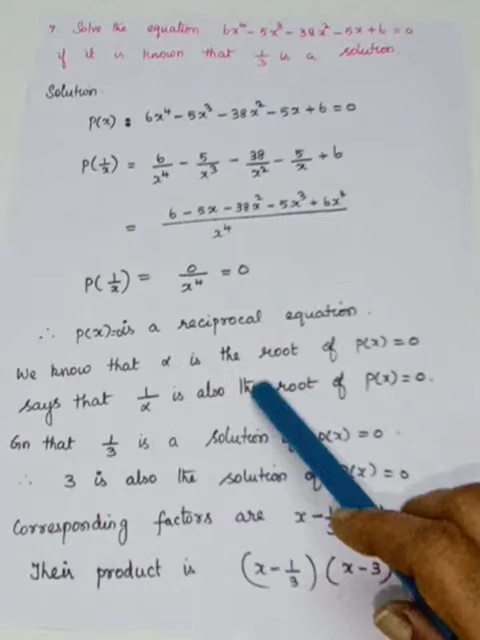 7. Solve the equation 6x⁴ - 5x³ - 38x² - 5x + 6 = 0
if it is known that 1/3 is a solution
Solution.
P(x) : 6x⁴ - 5x³ - 38x² - 5x + 6 = 0
P(1/x) = 6/x⁴ - 5/x³ - 38/x² - 5/x + 6
= (6 - 5x - 38x² - 5x³ + 6x⁴)/x⁴
P(1/x) = 0/x⁴ = 0
∴ P(x)=0 is a reciprocal equation.
We know that α is the root of P(x) = 0
says that 1/α is also the root of P(x) = 0.
Gn that 1/3 is a solution P(x) = 0
∴ 3 is also the solution of P(x) = 0
Corresponding factors are x -
Their product is (x - 1/3) (x - 3)